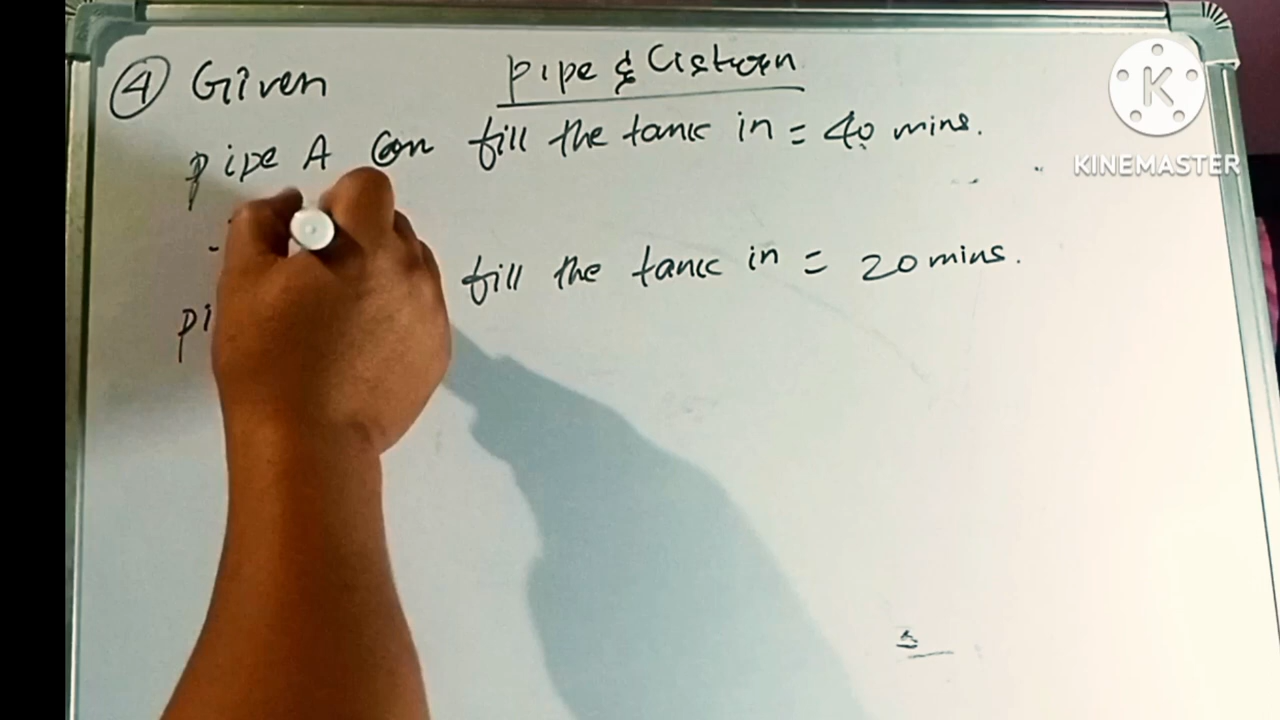 ④ Given
Pipe & Cistern
pipe A can fill the tank in = 40 mins.
pi fill the tank in = 20 mins.
K
KINEMASTER